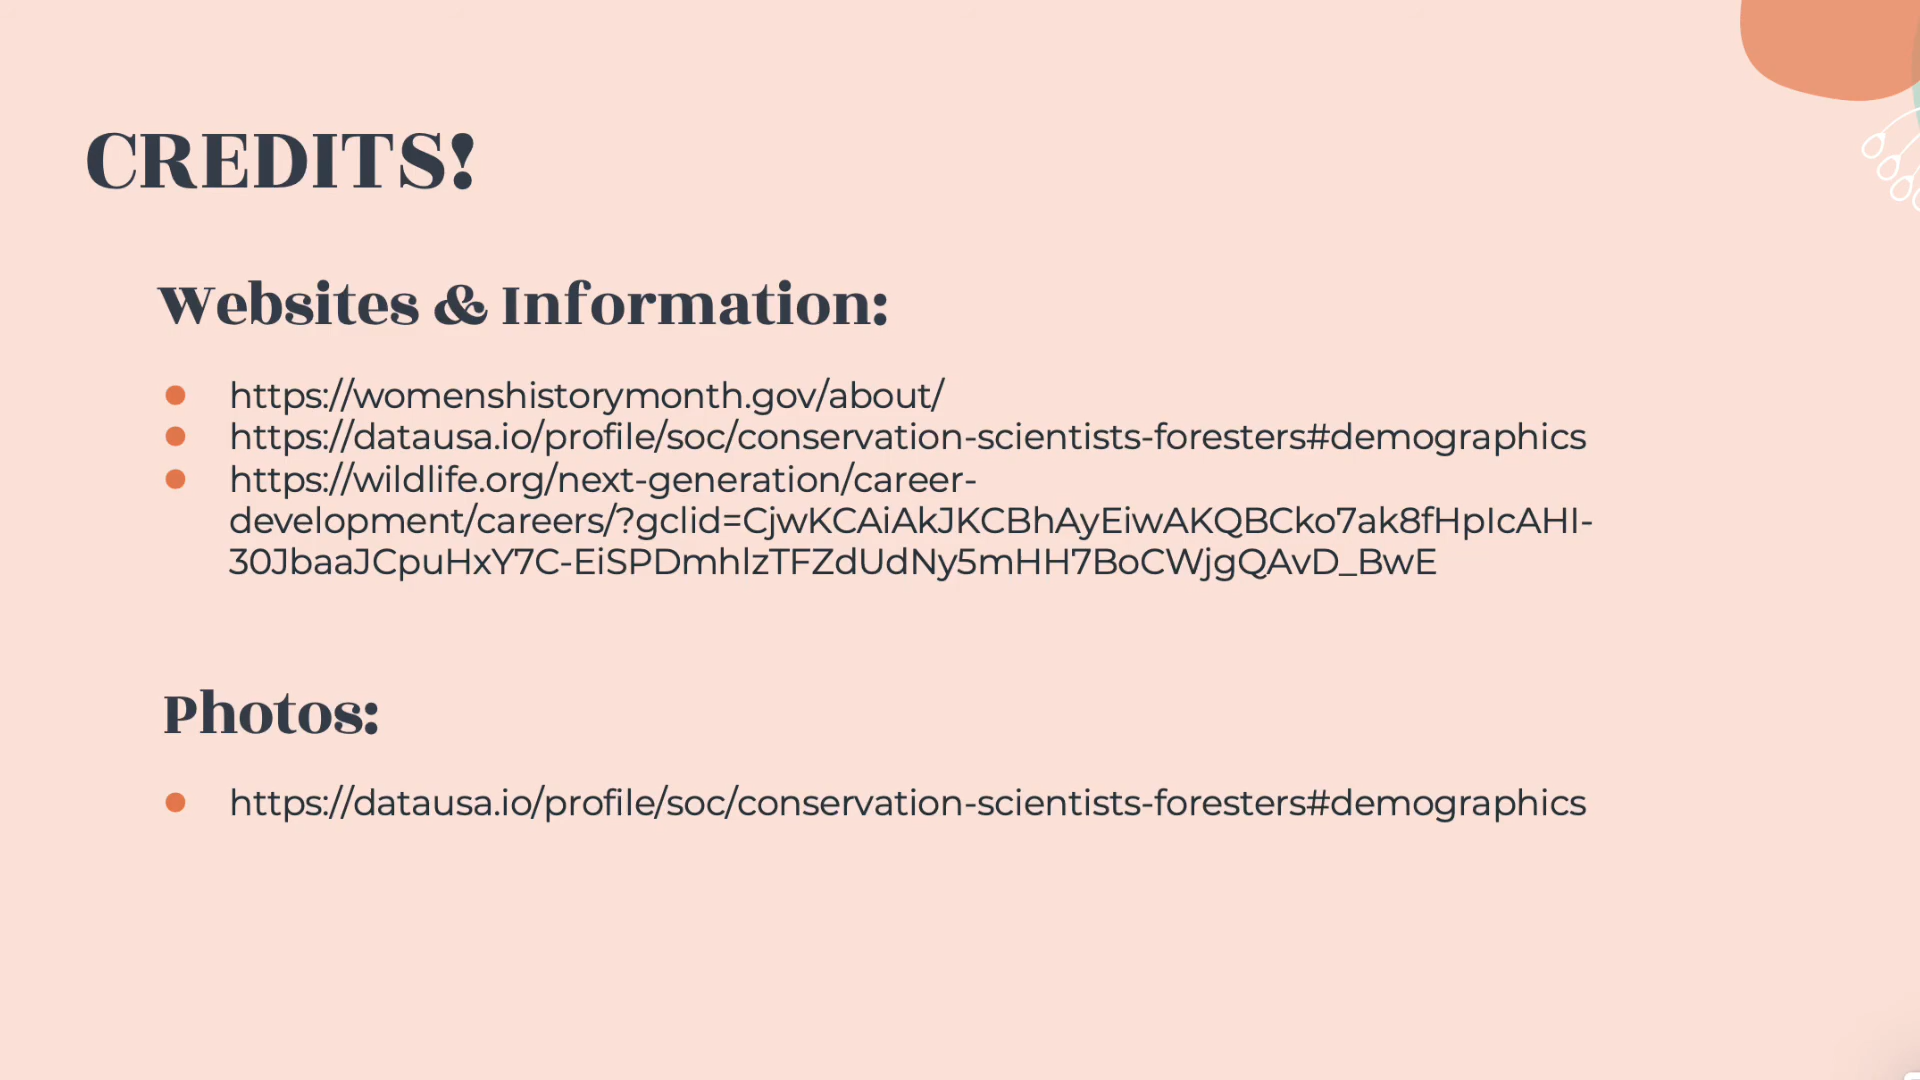 CREDITS!
Websites & Information:
https://womenshistorymonth.gov/about/
https://datausa.io/profile/soc/conservation-scientists-foresters#demographics
https://wildlife.org/next-generation/career-
development/careers/?gclid=CjwKCAiAkJKCBhAyEiwAKQBCko7ak8fHpIcAHI-
30JbaaJCpuHxY7C-EiSPDmhlzTFZdUdNy5mHH7BoCWjgQAvD_BwE
Photos:
https://datausa.io/profile/soc/conservation-scientists-foresters#demographics